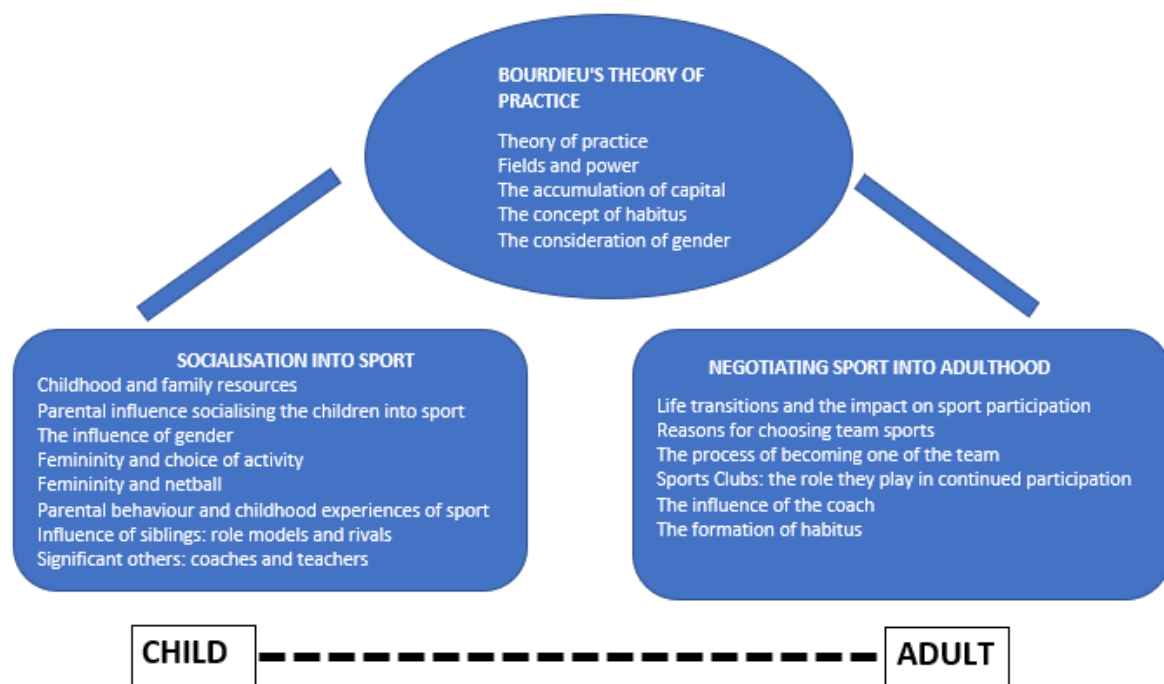 BOURDIEU'S THEORY OF
PRACTICE
Theory of practice
Fields and power
The accumulation of capital
The concept of habitus
The consideration of gender
SOCIALISATION INTO SPORT
Childhood and family resources
Parental influence socialising the children into sport
The influence of gender
Femininity and choice of activity
Femininity and netball
Parental behaviour and childhood experiences of sport
Influence of siblings: role models and rivals
Significant others: coaches and teachers
NEGOTIATING SPORT INTO ADULTHOOD
Life transitions and the impact on sport participation
Reasons for choosing team sports
The process of becoming one of the team
Sports Clubs: the role they play in continued participation
The influence of the coach
The formation of habitus
CHILD
ADULT